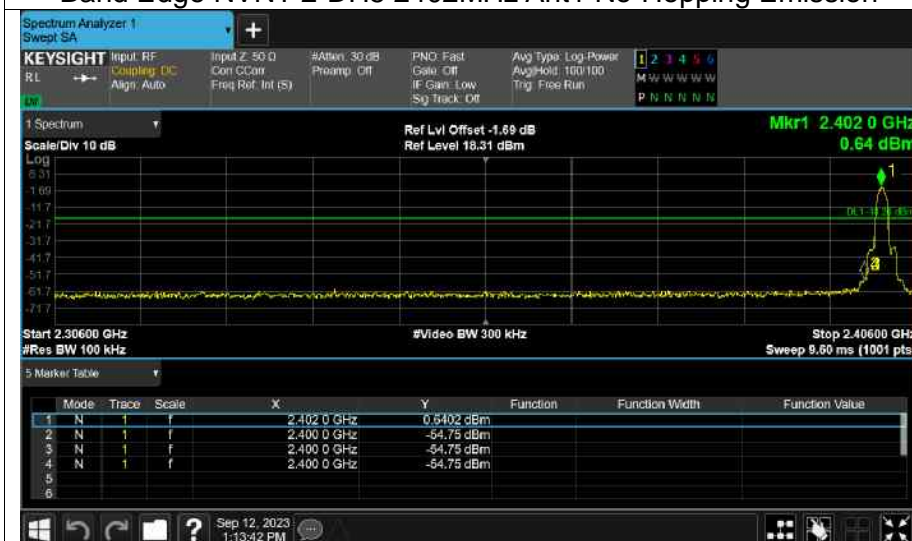 Band Edge NVNT 2-DH5 2402MHz Ant1 No-Hopping Emission
Spectrum Analyzer 1
Swept SA
+
KEYSIGHT
RL
Input: RF
Coupling: DC
Align: Auto
Input Z: 50 Ω
Corr CCorr
Freq Ref: Int (S)
#Atten: 30 dB
Preamp: Off
PNO: Fast
Gate: Off
IF Gain: Low
Sig Track: Off
Avg Type: Log-Power
Avg|Hold: 100/100
Trig: Free Run
1 2 3 4 5 6
M W W W W W
P N N N N N
1 Spectrum
Scale/Div 10 dB
Ref Lvl Offset -1.69 dB
Ref Level 18.31 dBm
Mkr1 2.402 0 GHz
0.64 dBm
Log
8.31
-1.69
-11.7
-21.7
-31.7
-41.7
-51.7
-61.7
-71.7
1
Start 2.30600 GHz
#Res BW 100 kHz
#Video BW 300 kHz
Stop 2.40600 GHz
Sweep 9.60 ms (1001 pts
5 Marker Table
Mode Trace Scale X Y Function Function Width Function Value
1 N 1 f 2.402 0 GHz 0.6402 dBm
2 N 1 f 2.400 0 GHz -54.75 dBm
3 N 1 f 2.400 0 GHz -54.75 dBm
4 N 1 f 2.400 0 GHz -54.75 dBm
5
6
?
Sep 12, 2023
1:13:42 PM